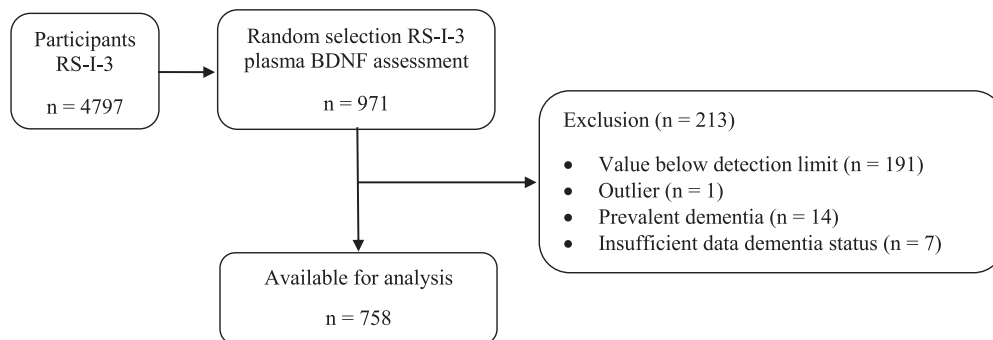 Participants
RS-I-3
n = 4797
Random selection RS-I-3
plasma BDNF assessment
n = 971
Exclusion (n = 213)
• Value below detection limit (n = 191)
• Outlier (n = 1)
• Prevalent dementia (n = 14)
• Insufficient data dementia status (n = 7)
Available for analysis
n = 758